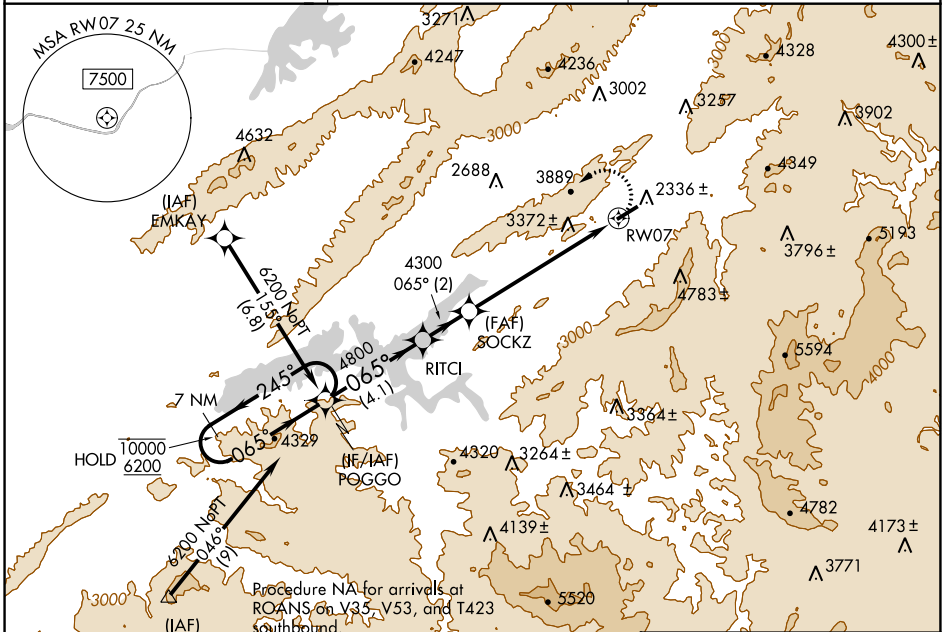 MSA RW07 25 NM
7500
3271
4247
4236
4328
4300±
3002
3257
3902
3000
4632
2688
3889
4349
(IAF)
EMKAY
2336±
3372±
RW07
3796±
5193
6200 NoPT
155°
(6.8)
4300
065° (2)
4783±
(FAF)
SOCKZ
3000
5594
4000
RITCI
4800
065°
(4.1)
245°
7 NM
3364±
HOLD
10000
6200
065°
4329
(IF/IAF)
POGGO
4320
3264±
3464 ±
4782
4139±
4173±
6200 NoPT
046°
(9)
3771
3000
5520
Procedure NA for arrivals at
ROANS on V35, V53, and T423
southbound
(IAF)